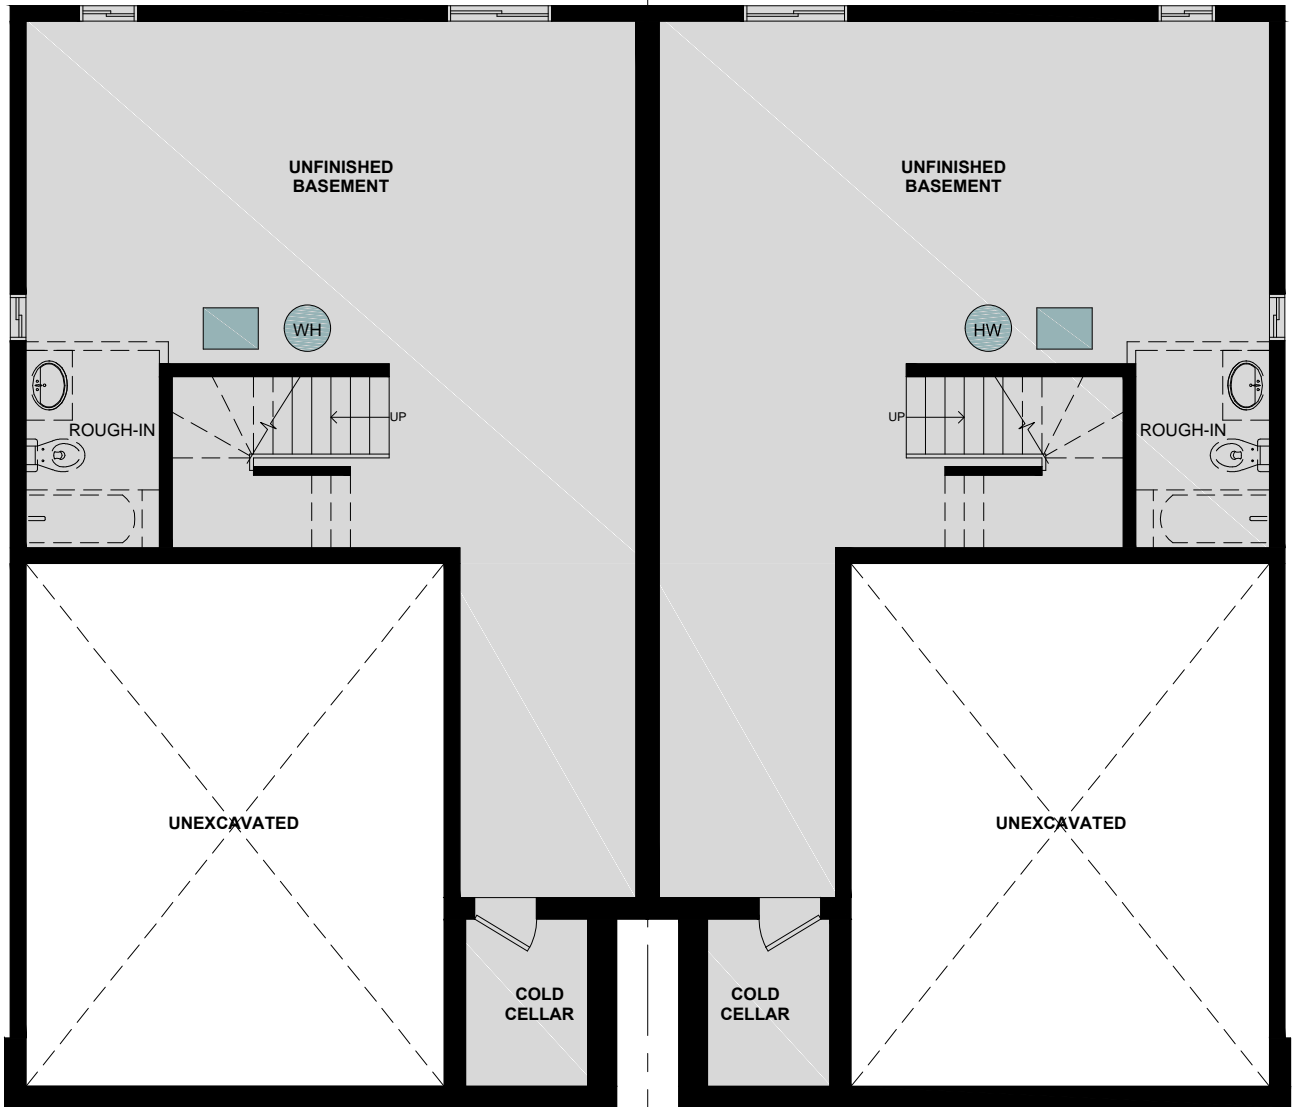 UNFINISHED
BASEMENT
UNFINISHED
BASEMENT
WH
HW
UP
UP
ROUGH-IN
ROUGH-IN
UNEXCAVATED
UNEXCAVATED
COLD
CELLAR
COLD
CELLAR